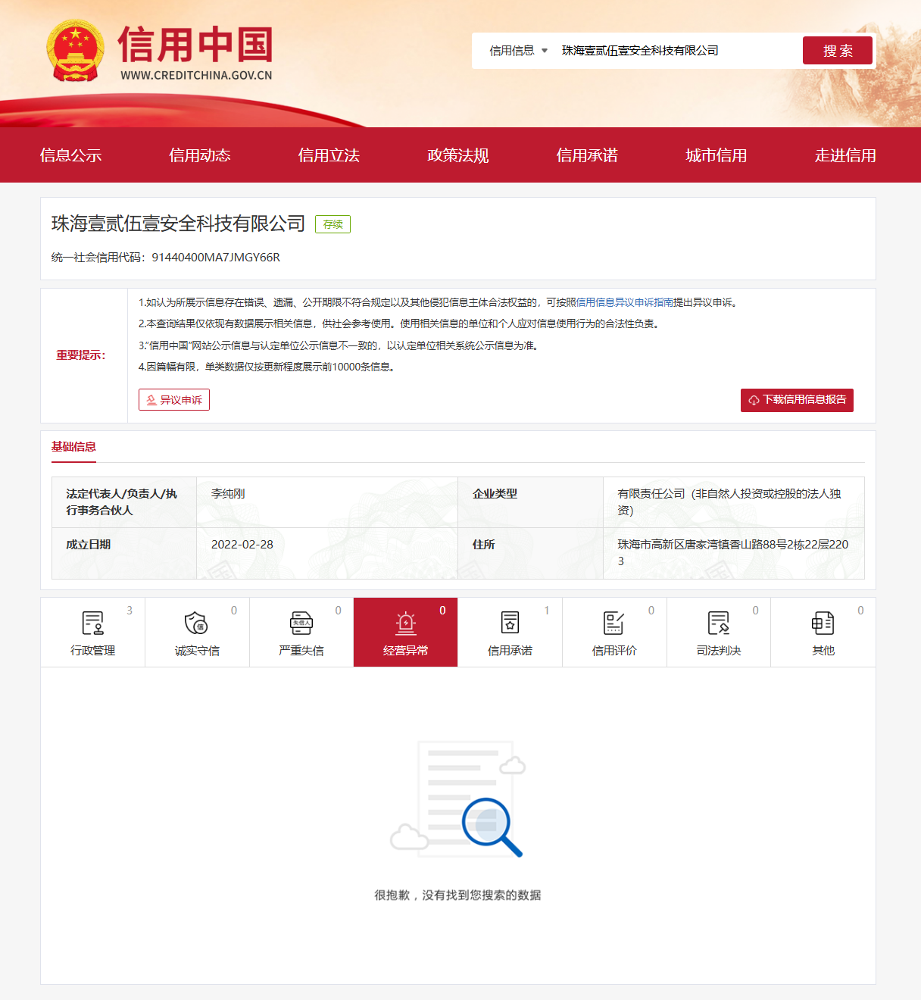 信用中国
WWW.CREDITCHINA.GOV.CN
信用信息 珠海壹贰伍壹安全科技有限公司 搜索
信息公示 信用动态 信用立法 政策法规 信用承诺 城市信用 走进信用
珠海壹贰伍壹安全科技有限公司 存续
统一社会信用代码：91440400MA7JMGY66R
重要提示：
1.如认为所展示信息存在错误、遗漏、公开期限不符合规定以及其他侵犯信息主体合法权益的，可按照信用信息异议申诉指南提出异议申诉。
2.本查询结果仅依现有数据展示相关信息，供社会参考使用。使用相关信息的单位和个人应对信息使用行为的合法性负责。
3.“信用中国”网站公示信息与认定单位公示信息不一致的，以认定单位相关系统公示信息为准。
4.因篇幅有限，单类数据仅按更新程度展示前10000条信息。
异议申诉 下载信用信息报告
基础信息
法定代表人/负责人/执
行事务合伙人
李纯刚
企业类型
有限责任公司（非自然人投资或控股的法人独
资）
成立日期
2022-02-28
住所
珠海市高新区唐家湾镇香山路88号2栋22层220
3
3 0 0 0 1 0 0 0
信
失信人
行政管理 诚实守信 严重失信 经营异常 信用承诺 信用评价 司法判决 其他
很抱歉，没有找到您搜索的数据